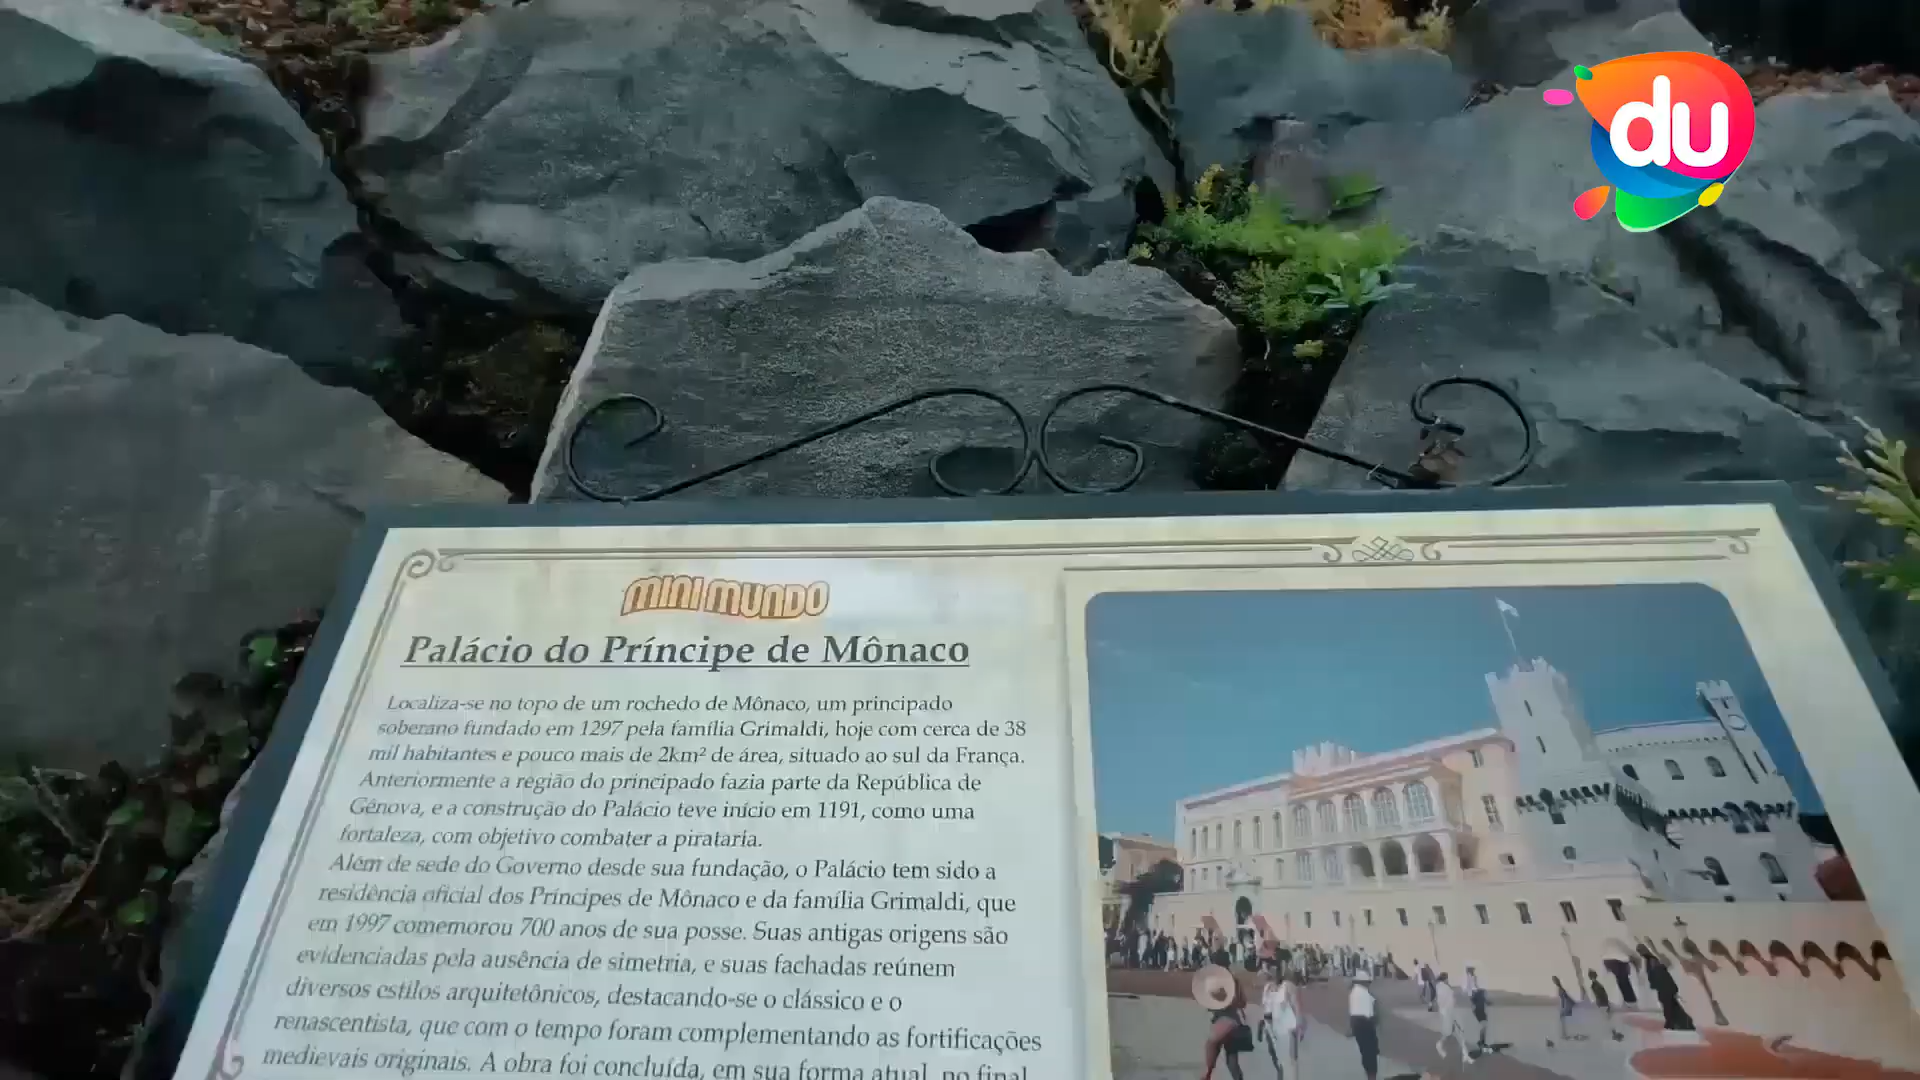 du
MINI MUNDO
Palácio do Príncipe de Mônaco
Localiza-se no topo de um rochedo de Mônaco, um principado
soberano fundado em 1297 pela família Grimaldi, hoje com cerca de 38
mil habitantes e pouco mais de 2km² de área, situado ao sul da França.
Anteriormente a região do principado fazia parte da República de
Gênova, e a construção do Palácio teve início em 1191, como uma
fortaleza, com objetivo combater a pirataria.
Além de sede do Governo desde sua fundação, o Palácio tem sido a
residência oficial dos Príncipes de Mônaco e da família Grimaldi, que
em 1997 comemorou 700 anos de sua posse. Suas antigas origens são
evidenciadas pela ausência de simetria, e suas fachadas reúnem
diversos estilos arquitetônicos, destacando-se o clássico e o
renascentista, que com o tempo foram complementando as fortificações
medievais originais. A obra foi concluída, em sua forma atual, no final